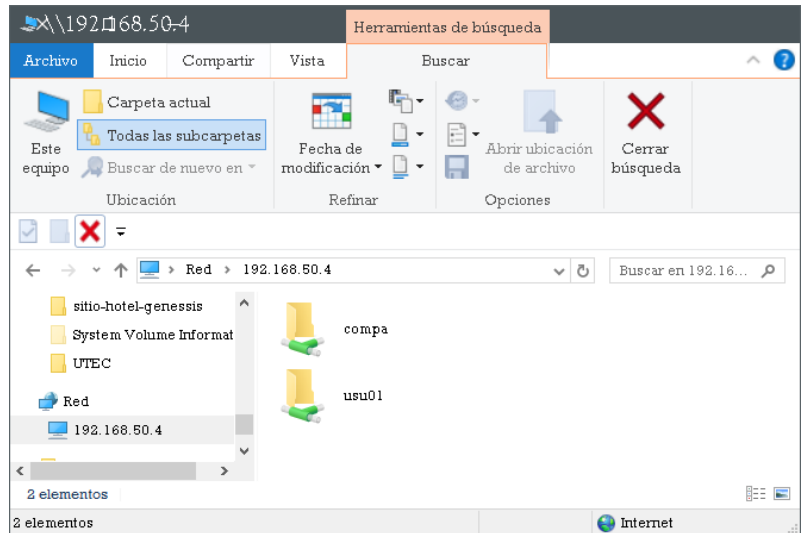 \\192.168.50.4
Herramientas de búsqueda
Archivo Inicio Compartir Vista Buscar
Este equipo
Carpeta actual
Todas las subcarpetas
Buscar de nuevo en
Ubicación
Fecha de modificación
Refinar
Abrir ubicación de archivo
Opciones
Cerrar búsqueda
Red > 192.168.50.4
Buscar en 192.16...
sitio-hotel-genessis
System Volume Informat
UTEC
Red
192.168.50.4
compa
usu01
2 elementos
2 elementos
Internet